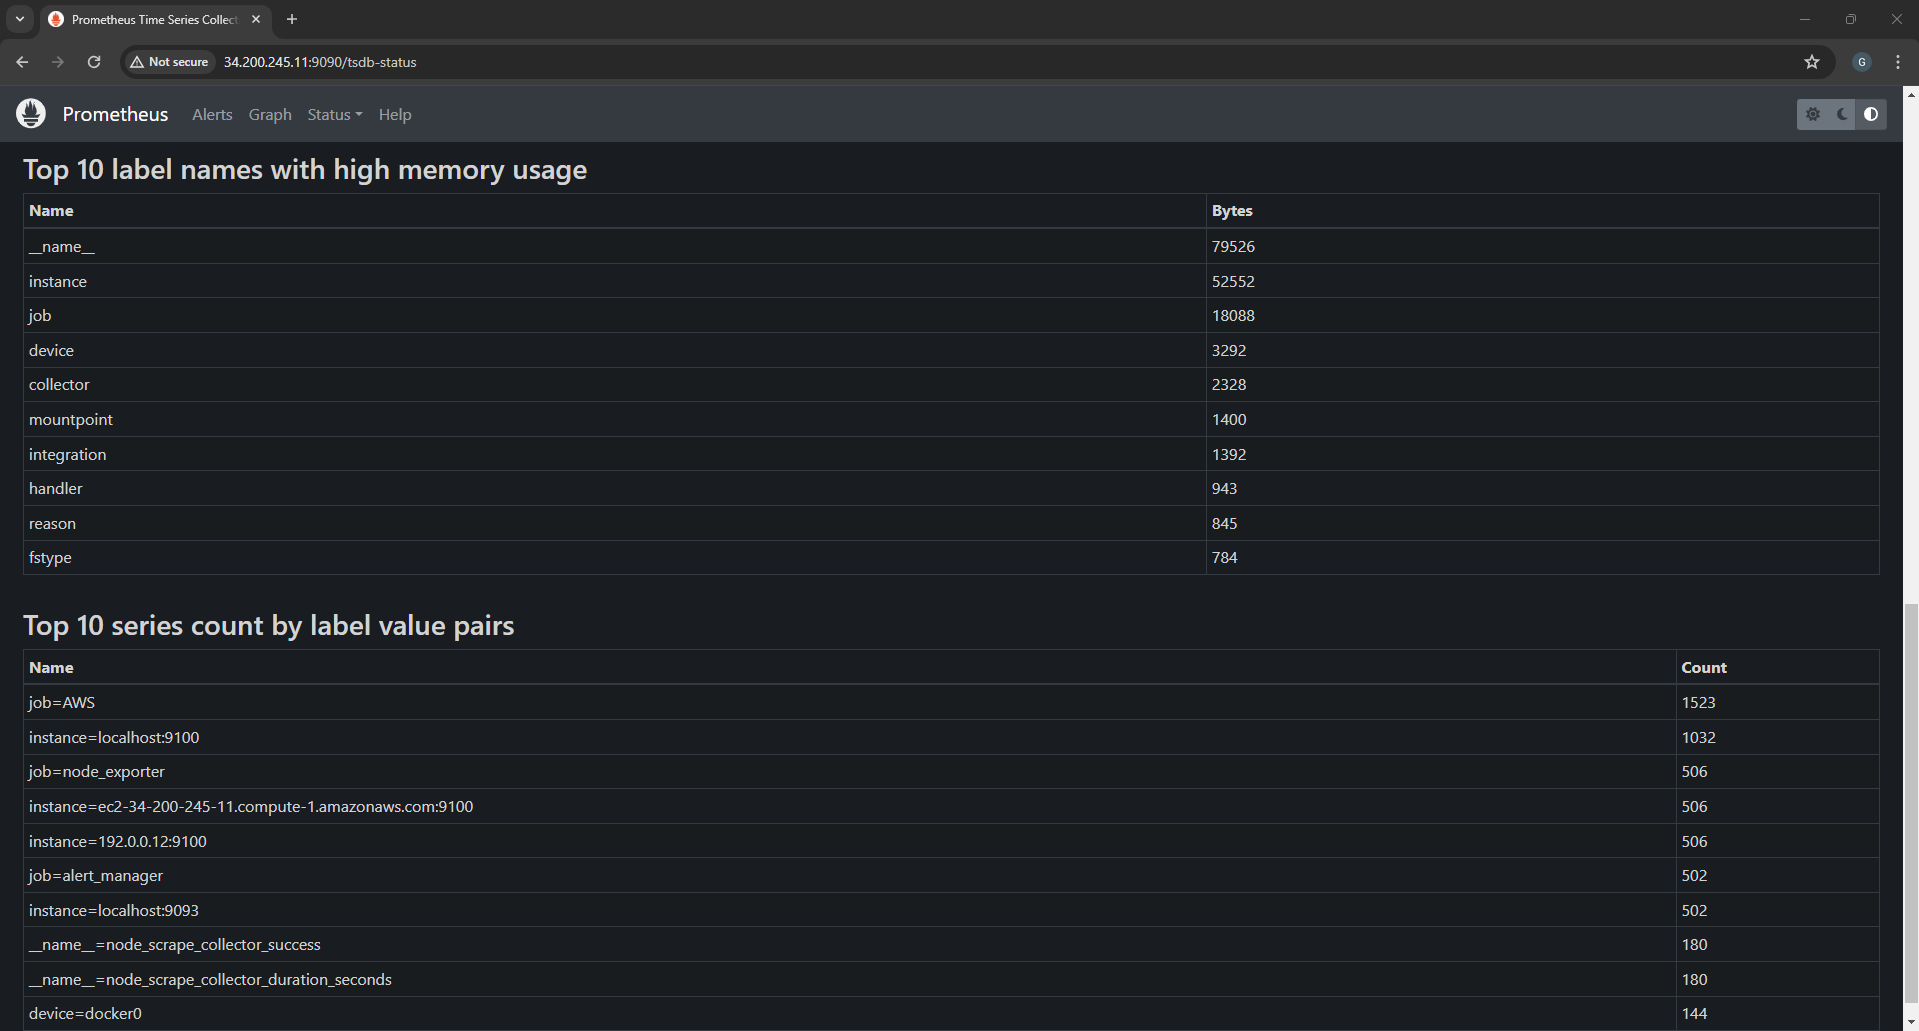 Prometheus Time Series Collect
Not secure 34.200.245.11:9090/tsdb-status G
Prometheus Alerts Graph Status Help
Top 10 label names with high memory usage
Name Bytes
__name__ 79526
instance 52552
job 18088
device 3292
collector 2328
mountpoint 1400
integration 1392
handler 943
reason 845
fstype 784
Top 10 series count by label value pairs
Name Count
job=AWS 1523
instance=localhost:9100 1032
job=node_exporter 506
instance=ec2-34-200-245-11.compute-1.amazonaws.com:9100 506
instance=192.0.0.12:9100 506
job=alert_manager 502
instance=localhost:9093 502
__name__=node_scrape_collector_success 180
__name__=node_scrape_collector_duration_seconds 180
device=docker0 144